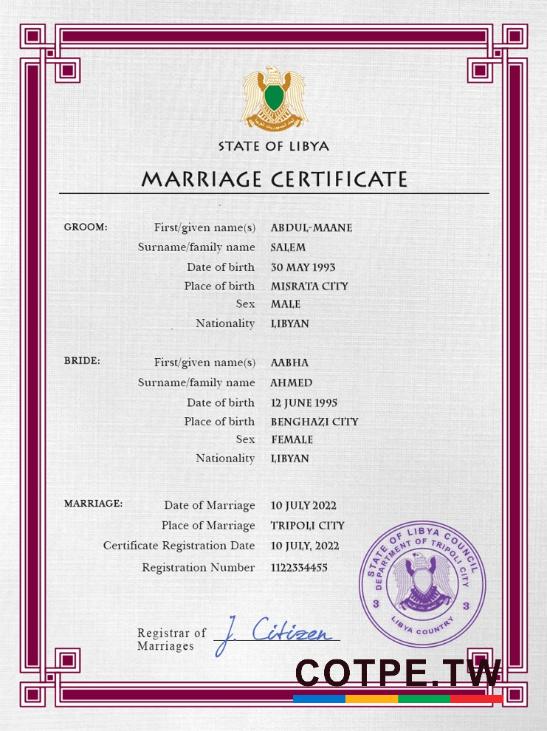 STATE OF LIBYA
MARRIAGE CERTIFICATE
GROOM: First/given name(s) ABDUL-MAANE
Surname/family name SALEM
Date of birth 30 MAY 1993
Place of birth MISRATA CITY
Sex MALE
Nationality LIBYAN
BRIDE: First/given name(s) AABHA
Surname/family name AHMED
Date of birth 12 JUNE 1995
Place of birth BENGHAZI CITY
Sex FEMALE
Nationality LIBYAN
MARRIAGE: Date of Marriage 10 JULY 2022
Place of Marriage TRIPOLI CITY
Certificate Registration Date 10 JULY, 2022
Registration Number 1122334455
STATE OF LIBYA COUNCIL
DEPARTMENT OF TRIPOLI CITY
3 3
LIBYA COUNTRY
Registrar of J. Citizen
Marriages
COTPE.TW